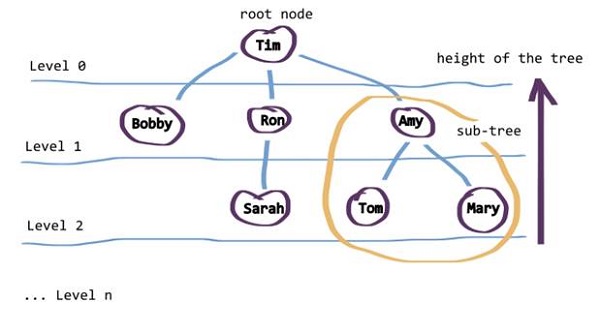 root node
Tim
Level 0
height of the tree
Bobby
Ron
Amy
sub-tree
Level 1
Sarah
Tom
Mary
Level 2
... Level n